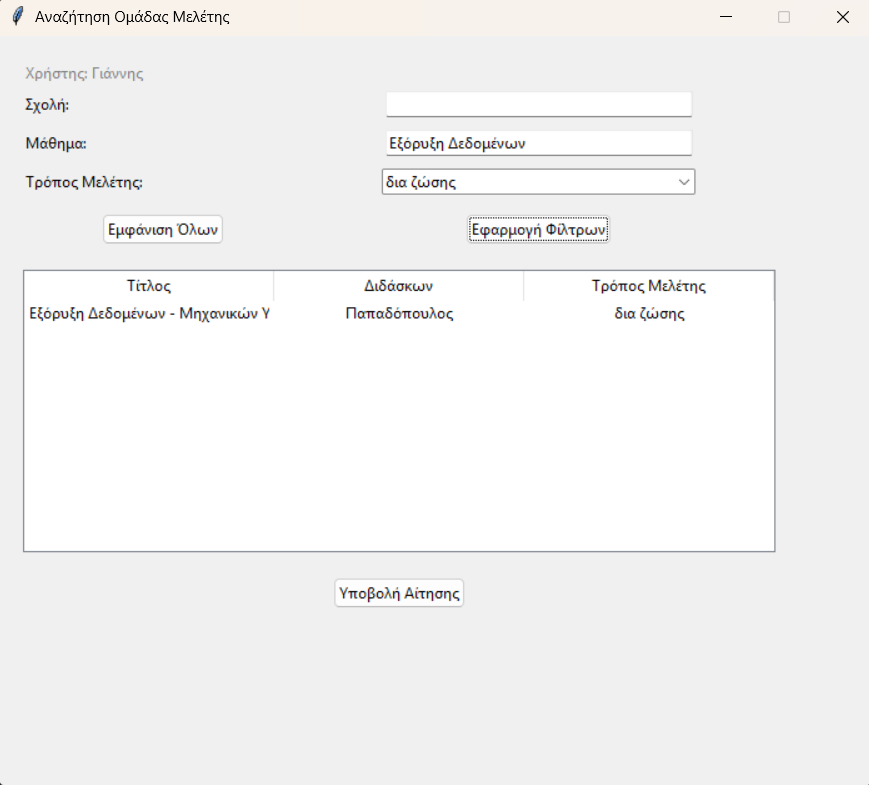 Αναζήτηση Ομάδας Μελέτης
Χρήστης: Γιάννης
Σχολή:
Μάθημα: Εξόρυξη Δεδομένων
Τρόπος Μελέτης: δια ζώσης
Εμφάνιση Όλων Εφαρμογή Φίλτρων
Τίτλος Διδάσκων Τρόπος Μελέτης
Εξόρυξη Δεδομένων - Μηχανικών Υ Παπαδόπουλος δια ζώσης
Υποβολή Αίτησης